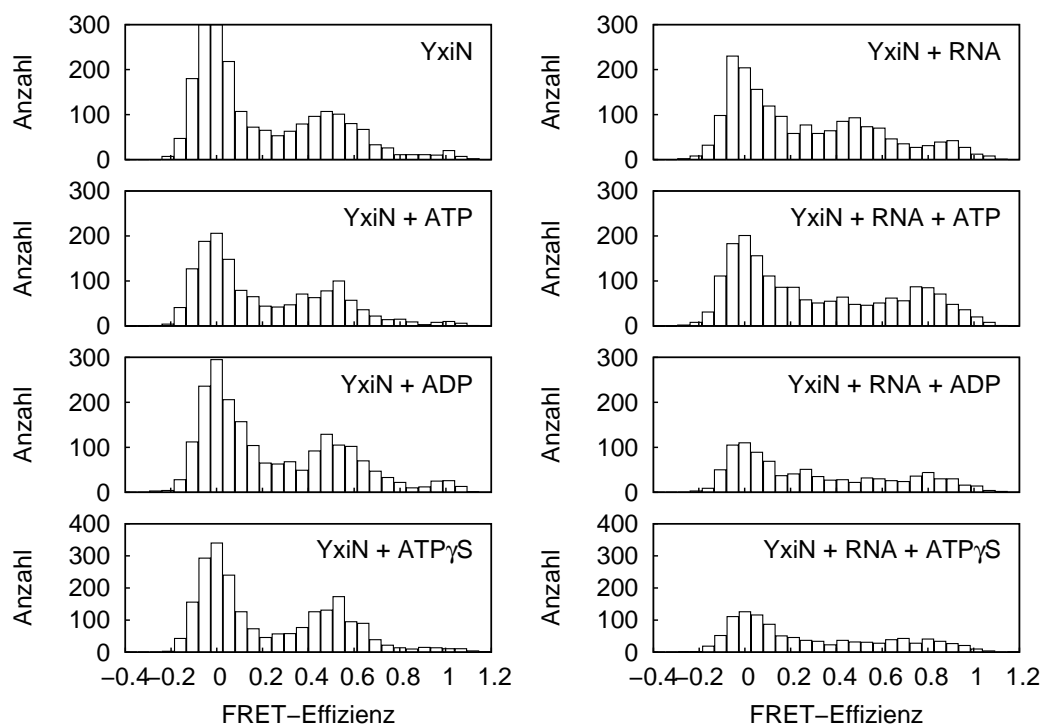 300
200
100
0
Anzahl
YxiN
300
200
100
0
Anzahl
YxiN + RNA
300
200
100
0
Anzahl
YxiN + ATP
300
200
100
0
Anzahl
YxiN + RNA + ATP
300
200
100
0
Anzahl
YxiN + ADP
300
200
100
0
Anzahl
YxiN + RNA + ADP
400
300
200
100
0
Anzahl
YxiN + ATPγS
−0.4 −0.2 0 0.2 0.4 0.6 0.8 1 1.2
FRET−Effizienz
400
300
200
100
0
Anzahl
YxiN + RNA + ATPγS
−0.4 −0.2 0 0.2 0.4 0.6 0.8 1 1.2
FRET−Effizienz